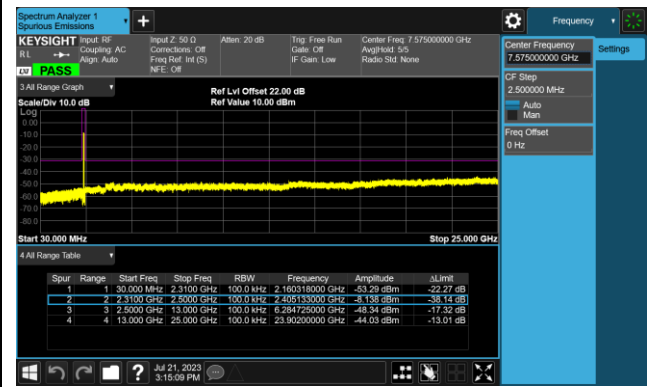 Spectrum Analyzer 1
Spurious Emissions
Frequency
KEYSIGHT
R L
PASS
Input: RF
Coupling: AC
Align: Auto
Input Z: 50 Ω
Corrections: Off
Freq Ref: Int (S)
NFE: Off
Atten: 20 dB
Trig: Free Run
Gate: Off
IF Gain: Low
Center Freq: 7.575000000 GHz
Avg|Hold: 5/5
Radio Std: None
Center Frequency
7.575000000 GHz
Settings
CF Step
2.500000 MHz
Auto
Man
Freq Offset
0 Hz
3 All Range Graph
Scale/Div 10.0 dB
Ref Lvl Offset 22.00 dB
Ref Value 10.00 dBm
Log
0.00
-10.0
-20.0
-30.0
-40.0
-50.0
-60.0
-70.0
-80.0
Start 30.000 MHz
Stop 25.000 GHz
4 All Range Table
Spur Range Start Freq Stop Freq RBW Frequency Amplitude ΔLimit
1 1 30.000 MHz 2.3100 GHz 100.0 kHz 2.160318000 GHz -53.29 dBm -22.27 dB
2 2 2.3100 GHz 2.5000 GHz 100.0 kHz 2.405133000 GHz -8.138 dBm -38.14 dB
3 3 2.5000 GHz 13.000 GHz 100.0 kHz 6.284725000 GHz -48.34 dBm -17.32 dB
4 4 13.000 GHz 25.000 GHz 100.0 kHz 23.90200000 GHz -44.03 dBm -13.01 dB
Jul 21, 2023
3:15:09 PM